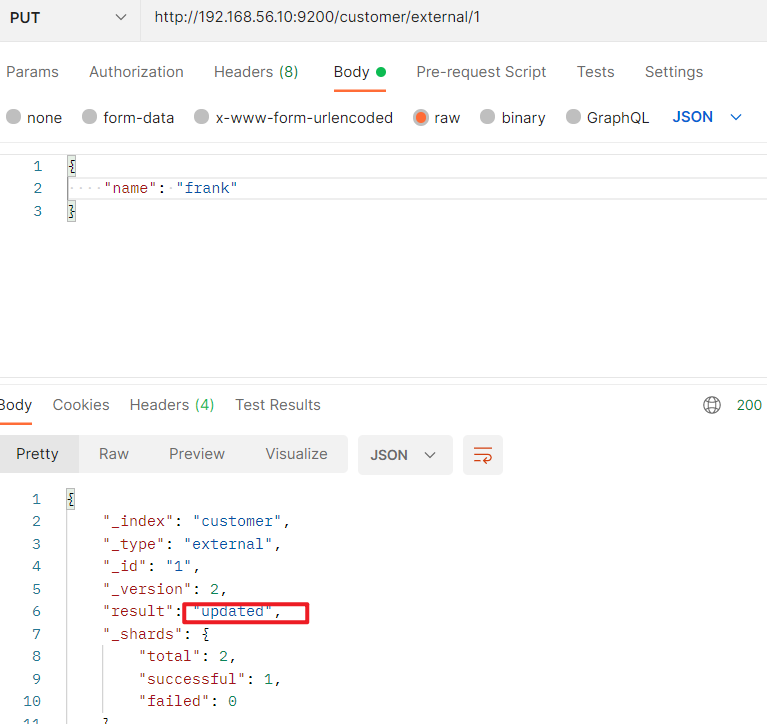 PUT http://192.168.56.10:9200/customer/external/1
Params Authorization Headers (8) Body Pre-request Script Tests Settings
none form-data x-www-form-urlencoded raw binary GraphQL JSON
1 {
2 "name": "frank"
3 }
Body Cookies Headers (4) Test Results 200
Pretty Raw Preview Visualize JSON
1 {
2 "_index": "customer",
3 "_type": "external",
4 "_id": "1",
5 "_version": 2,
6 "result": "updated",
7 "_shards": {
8 "total": 2,
9 "successful": 1,
10 "failed": 0
11 }